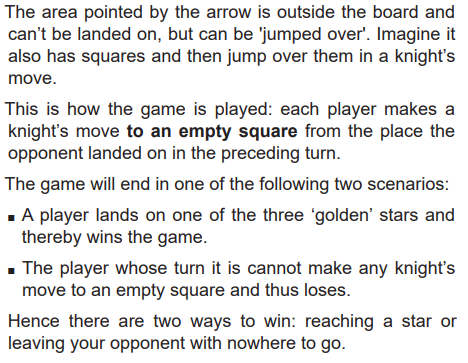 The area pointed by the arrow is outside the board and
can’t be landed on, but can be 'jumped over'. Imagine it
also has squares and then jump over them in a knight’s
move.
This is how the game is played: each player makes a
knight’s move to an empty square from the place the
opponent landed on in the preceding turn.
The game will end in one of the following two scenarios:
▪ A player lands on one of the three ‘golden’ stars and
thereby wins the game.
▪ The player whose turn it is cannot make any knight’s
move to an empty square and thus loses.
Hence there are two ways to win: reaching a star or
leaving your opponent with nowhere to go.